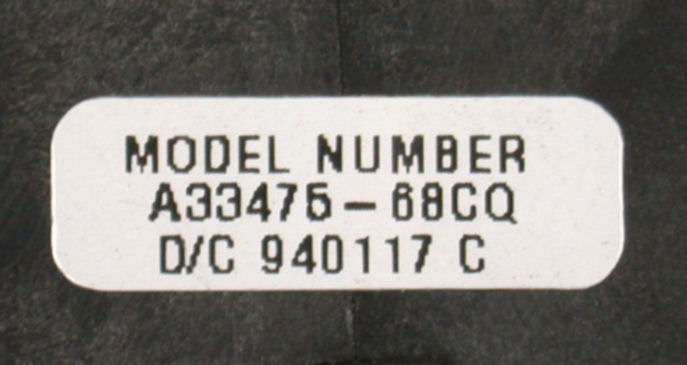 MODEL NUMBER
A33475-68CQ
D/C 940117 C